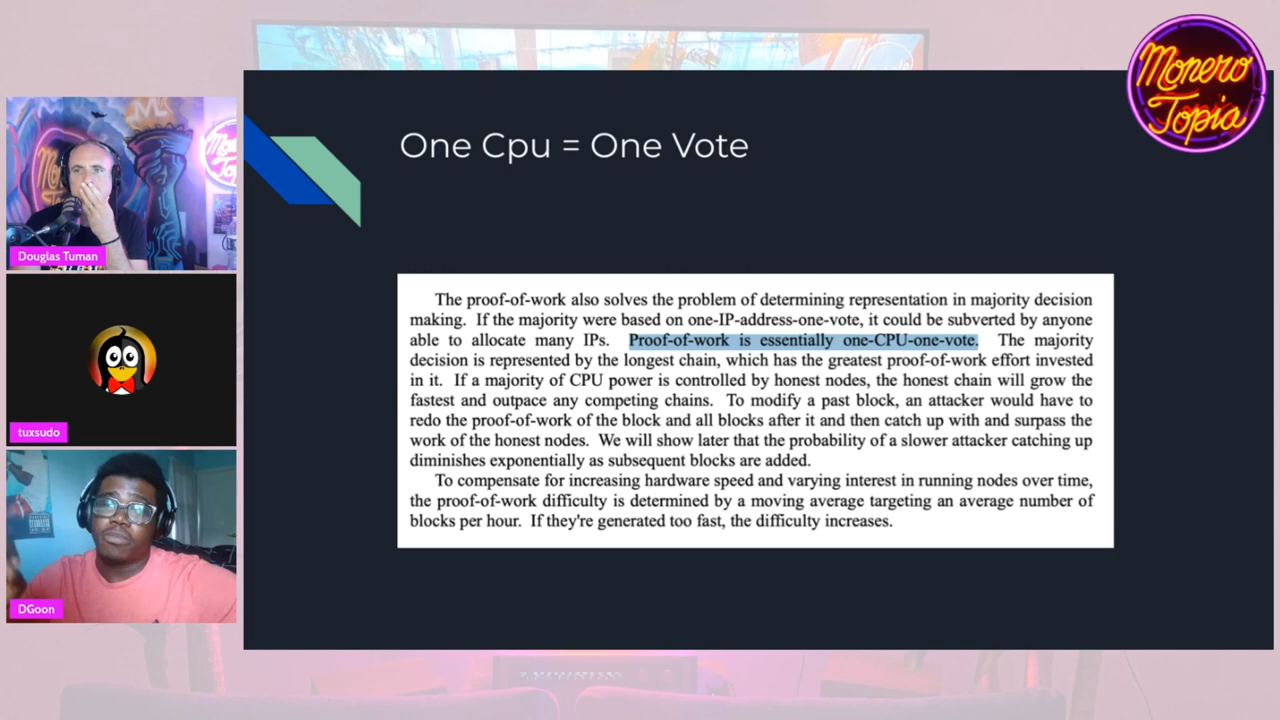 Monero
Topia
One Cpu = One Vote
Douglas Tuman
tuxsudo
DGoon
The proof-of-work also solves the problem of determining representation in majority decision
making. If the majority were based on one-IP-address-one-vote, it could be subverted by anyone
able to allocate many IPs. Proof-of-work is essentially one-CPU-one-vote. The majority
decision is represented by the longest chain, which has the greatest proof-of-work effort invested
in it. If a majority of CPU power is controlled by honest nodes, the honest chain will grow the
fastest and outpace any competing chains. To modify a past block, an attacker would have to
redo the proof-of-work of the block and all blocks after it and then catch up with and surpass the
work of the honest nodes. We will show later that the probability of a slower attacker catching up
diminishes exponentially as subsequent blocks are added.
To compensate for increasing hardware speed and varying interest in running nodes over time,
the proof-of-work difficulty is determined by a moving average targeting an average number of
blocks per hour. If they're generated too fast, the difficulty increases.